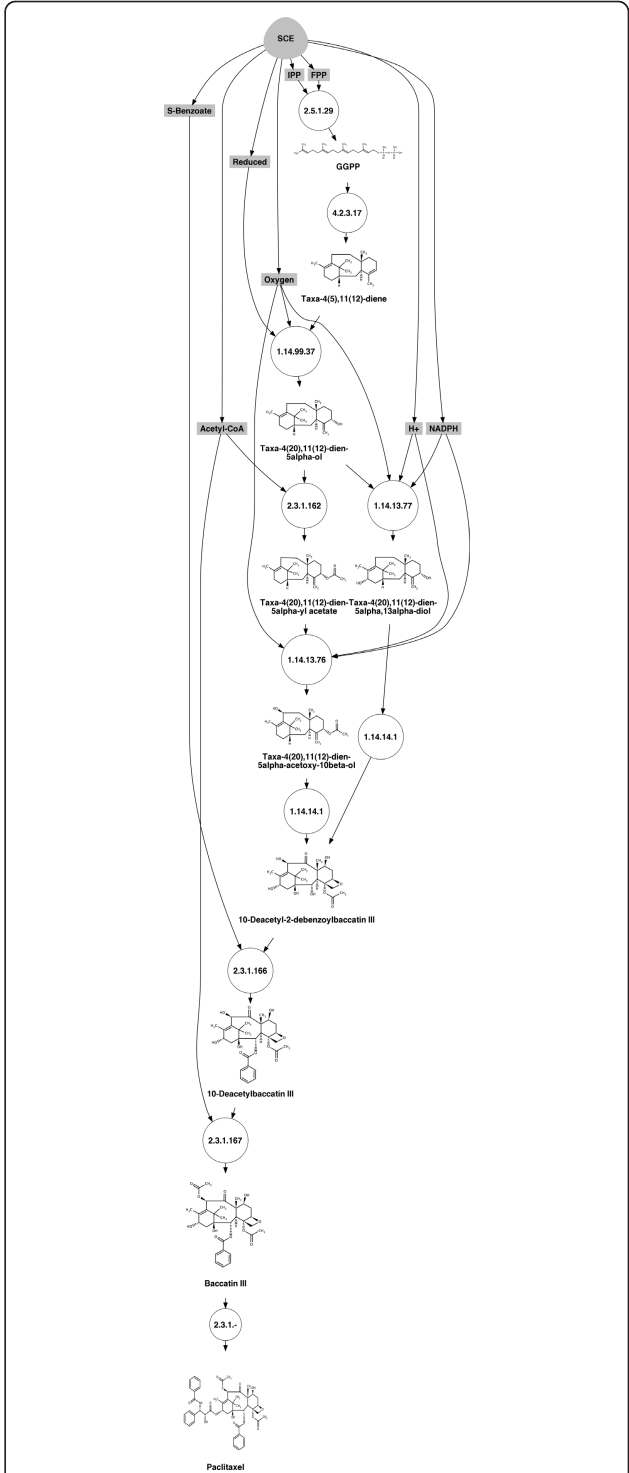 SCE
IPP FPP
2.5.1.29
S-Benzoate
Reduced
GGPP
4.2.3.17
Oxygen
Taxa-4(5),11(12)-diene
1.14.99.37
Acetyl-CoA
H+ NADPH
Taxa-4(20),11(12)-dien-
5alpha-ol
2.3.1.162
1.14.13.77
Taxa-4(20),11(12)-dien-
5alpha-yl acetate
Taxa-4(20),11(12)-dien-
5alpha,13alpha-diol
1.14.13.76
Taxa-4(20),11(12)-dien-
5alpha-acetoxy-10beta-ol
1.14.14.1
1.14.14.1
10-Deacetyl-2-debenzoylbaccatin III
2.3.1.166
10-Deacetylbaccatin III
2.3.1.167
Baccatin III
2.3.1.-
Paclitaxel